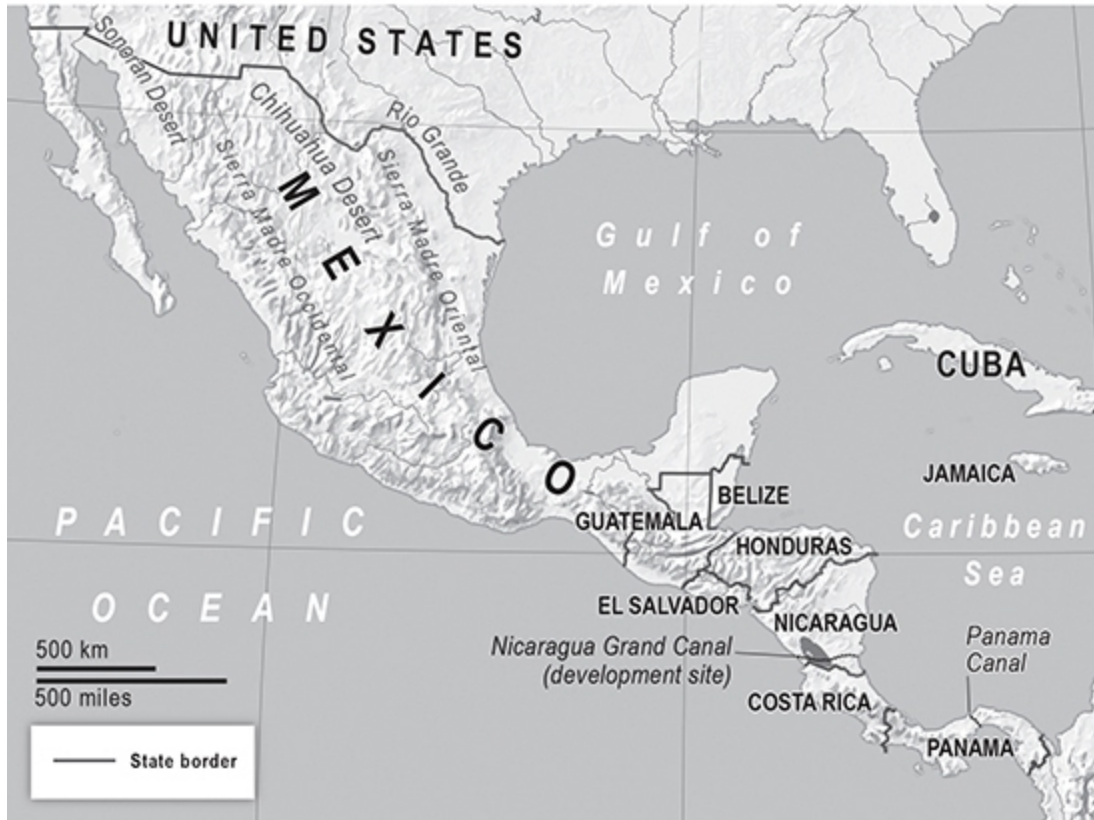 UNITED STATES
Sonoran Desert
Chihuahua Desert
Rio Grande
Sierra Madre Occidental
Sierra Madre Oriental
MEXICO
Gulf of
Mexico
CUBA
JAMAICA
BELIZE
GUATEMALA
PACIFIC
OCEAN
Caribbean
Sea
HONDURAS
EL SALVADOR
NICARAGUA
Nicaragua Grand Canal
(development site)
Panama
Canal
COSTA RICA
PANAMA
500 km
500 miles
State border